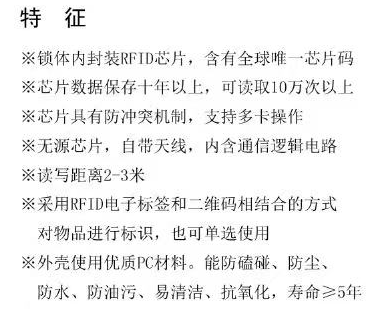 特 征
※锁体内封装RFID芯片，含有全球唯一芯片码
※芯片数据保存十年以上，可读取10万次以上
※芯片具有防冲突机制，支持多卡操作
※无源芯片，自带天线，内含通信逻辑电路
※读写距离2-3米
※采用RFID电子标签和二维码相结合的方式
对物品进行标识，也可单选使用
※外壳使用优质PC材料。能防磕碰、防尘、
防水、防油污、易清洁、抗氧化，寿命≥5年